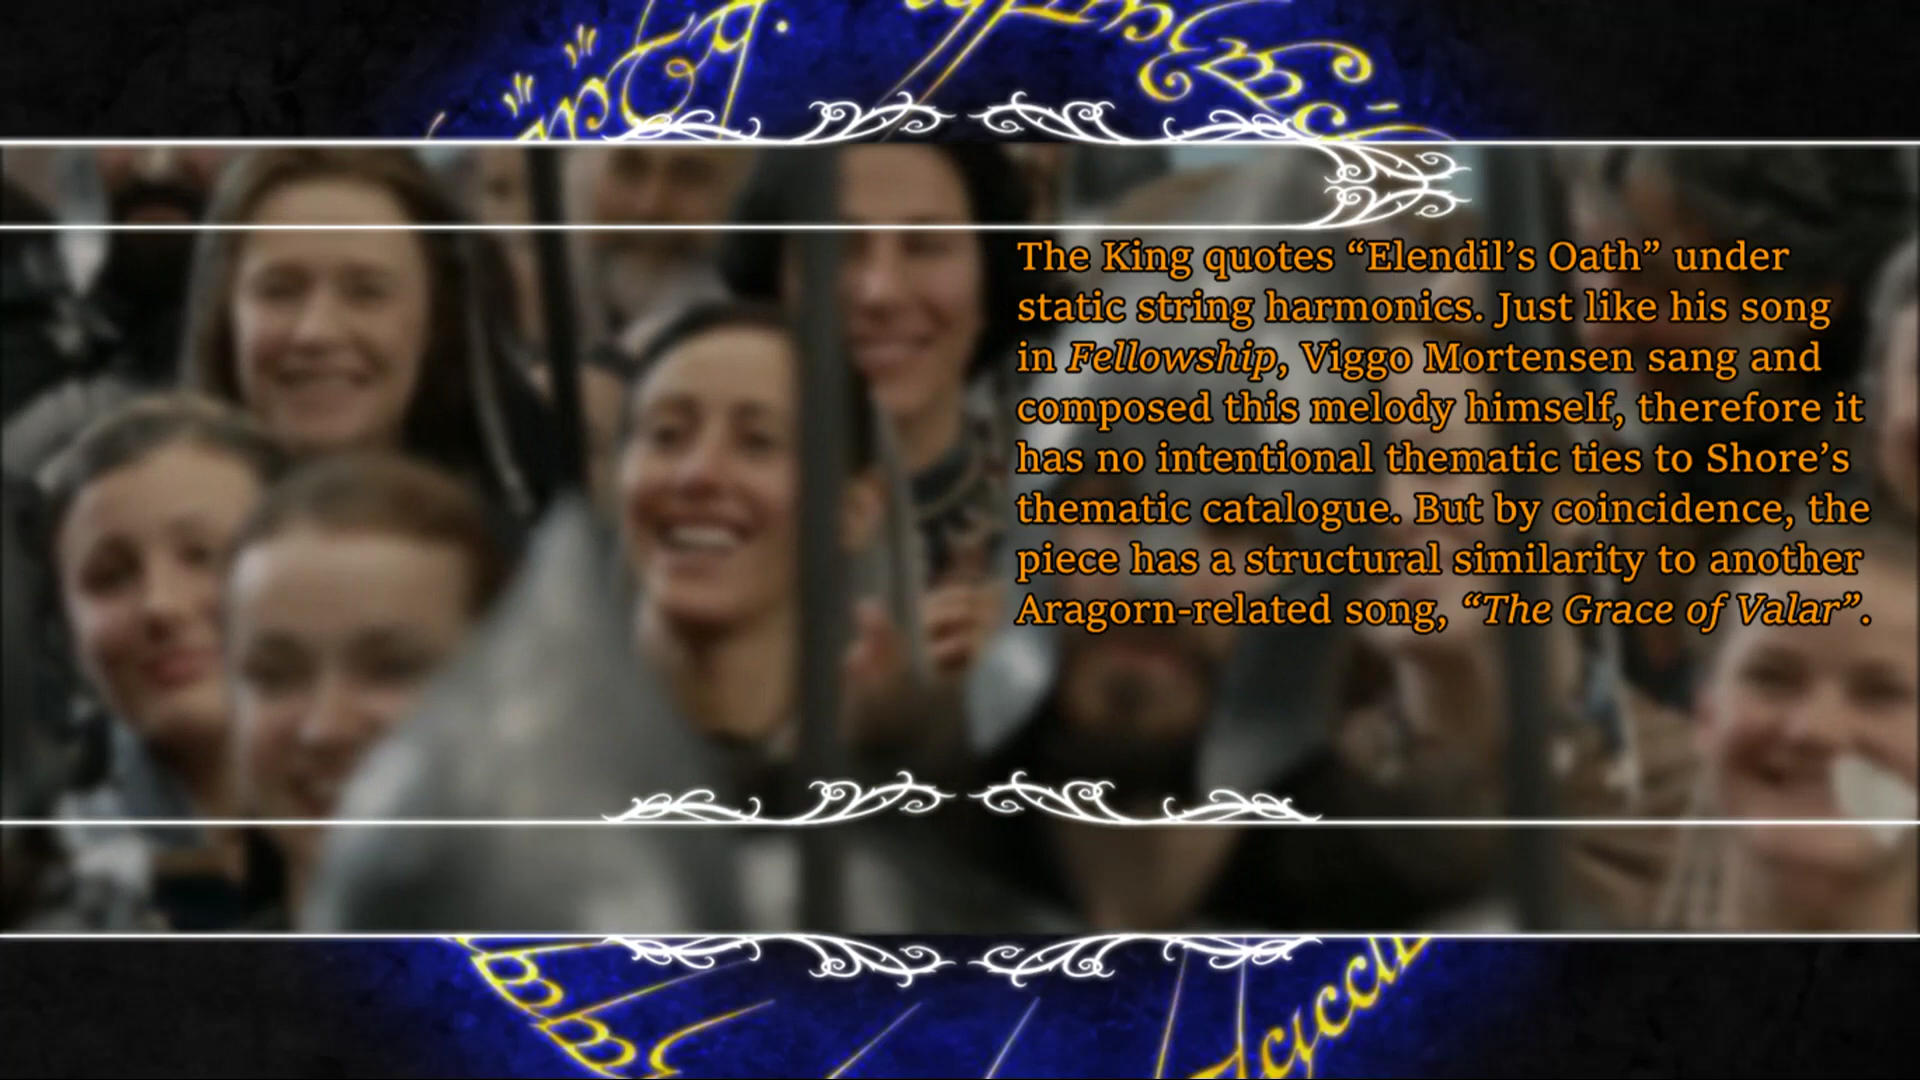 The King quotes “Elendil’s Oath” under
static string harmonics. Just like his song
in Fellowship, Viggo Mortensen sang and
composed this melody himself, therefore it
has no intentional thematic ties to Shore’s
thematic catalogue. But by coincidence, the
piece has a structural similarity to another
Aragorn-related song, “The Grace of Valar”.